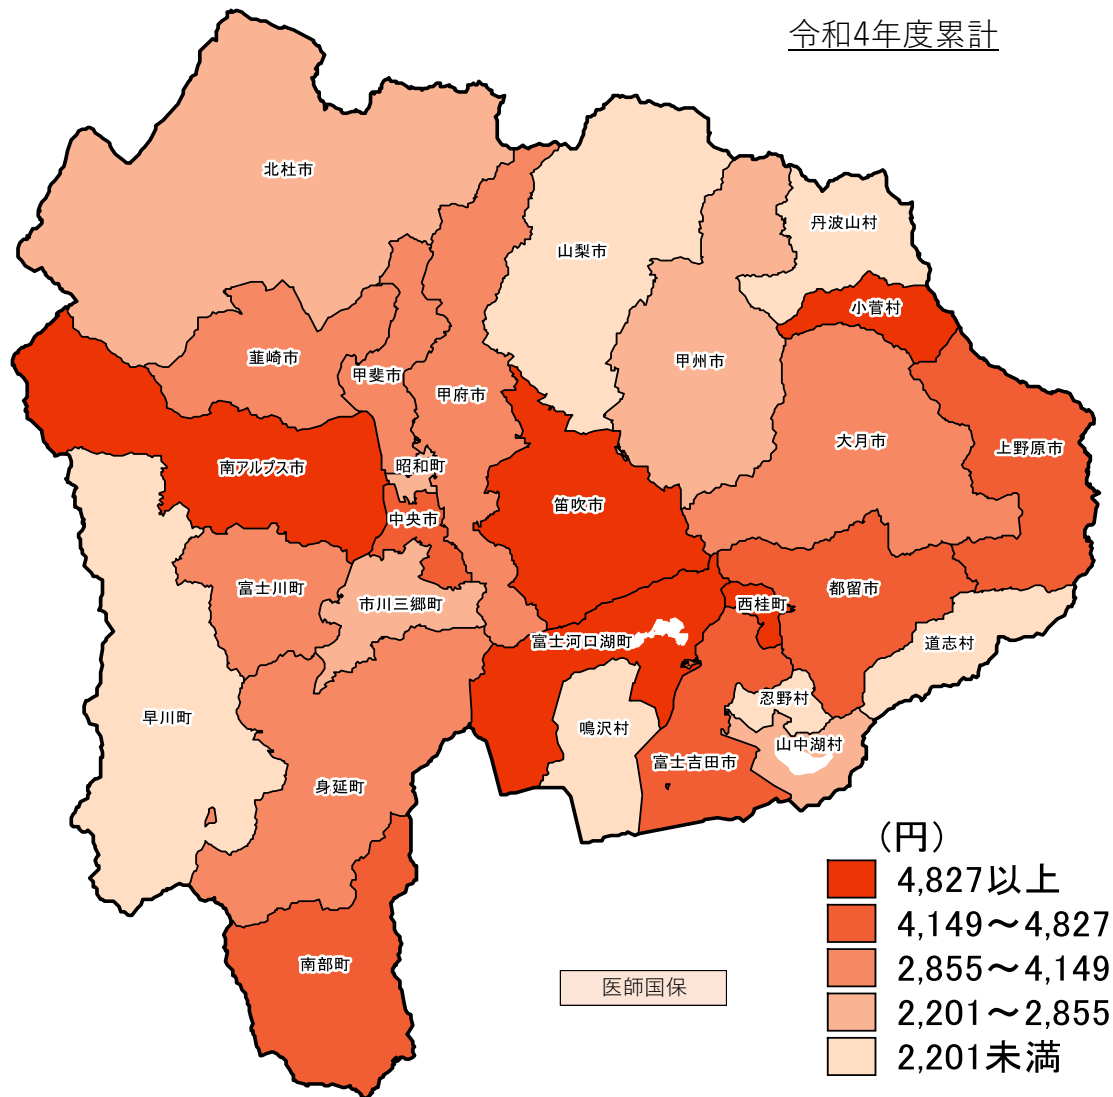 令和4年度累計
北杜市
丹波山村
山梨市
小菅村
韮崎市
甲州市
甲斐市
甲府市
大月市
上野原市
南アルプス市
昭和町
笛吹市
中央市
富士川町
都留市
市川三郷町
西桂町
富士河口湖町
道志村
忍野村
早川町
鳴沢村
山中湖村
富士吉田市
身延町
南部町
医師国保
(円)
4,827以上
4,149～4,827
2,855～4,149
2,201～2,855
2,201未満